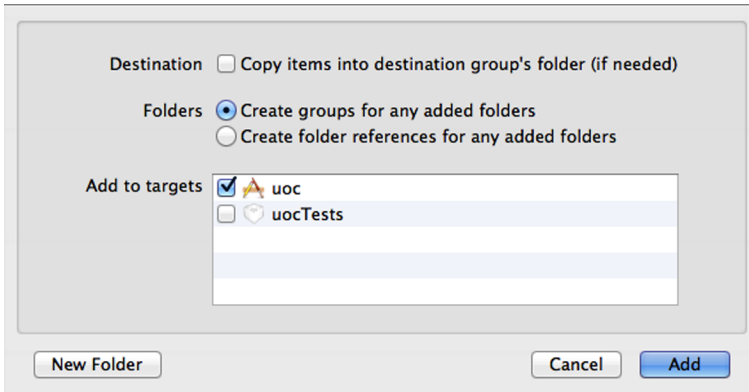 Destination Copy items into destination group's folder (if needed)
Folders Create groups for any added folders
Create folder references for any added folders
Add to targets uoc
uocTests
New Folder Cancel Add